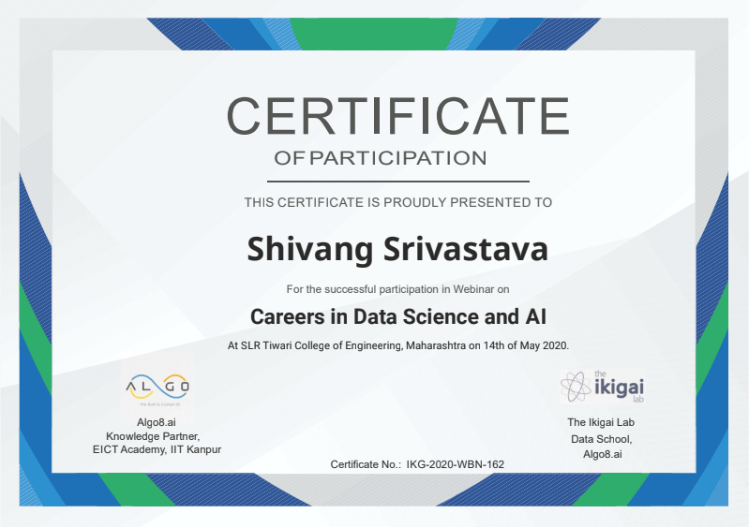 CERTIFICATE
OF PARTICIPATION
THIS CERTIFICATE IS PROUDLY PRESENTED TO
Shivang Srivastava
For the successful participation in Webinar on
Careers in Data Science and AI
At SLR Tiwari College of Engineering, Maharashtra on 14th of May 2020.
ALGO
Algo8.ai
Knowledge Partner,
EICT Academy, IIT Kanpur
the
ikigai
lab
The Ikigai Lab
Data School,
Algo8.ai
Certificate No.: IKG-2020-WBN-162